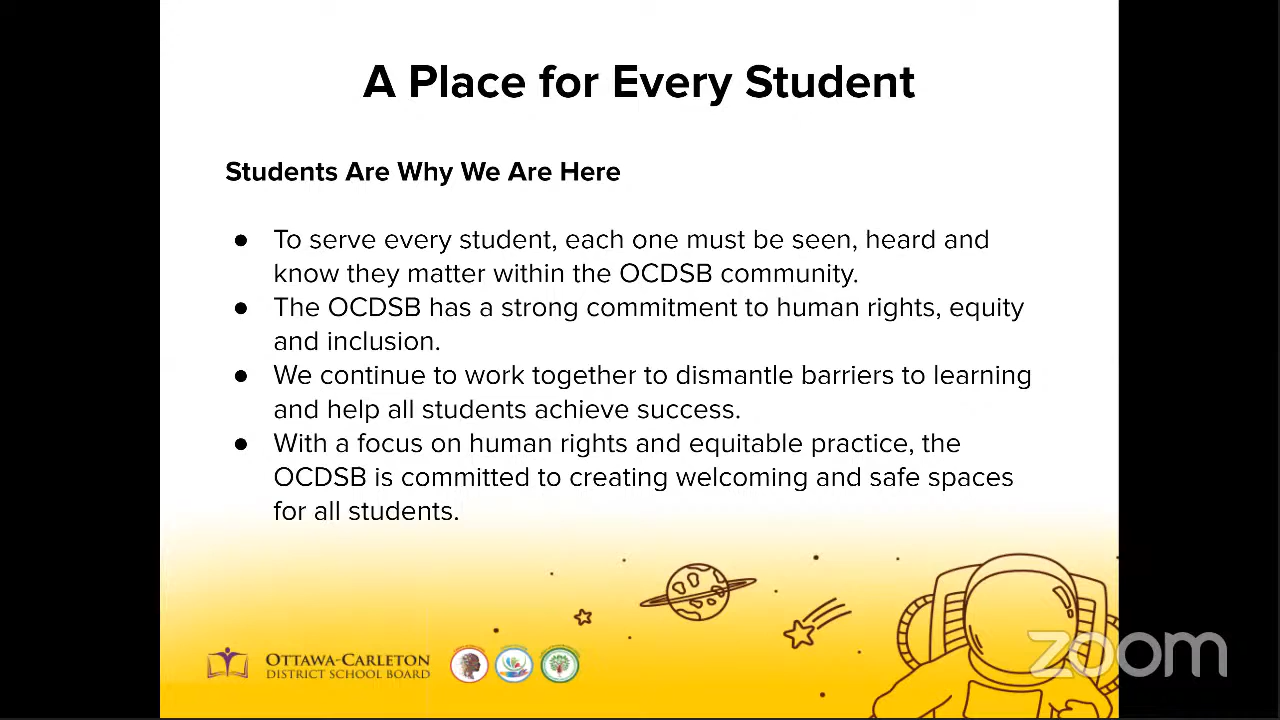 A Place for Every Student
Students Are Why We Are Here
● To serve every student, each one must be seen, heard and
know they matter within the OCDSB community.
● The OCDSB has a strong commitment to human rights, equity
and inclusion.
● We continue to work together to dismantle barriers to learning
and help all students achieve success.
● With a focus on human rights and equitable practice, the
OCDSB is committed to creating welcoming and safe spaces
for all students.
OTTAWA-CARLETON
DISTRICT SCHOOL BOARD
zoom